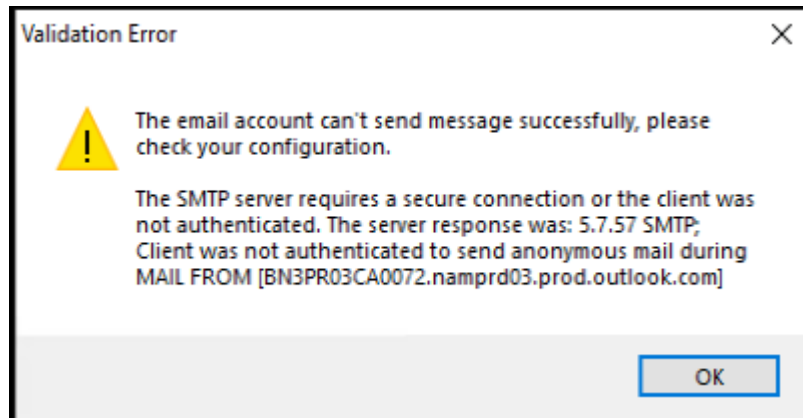 Validation Error
The email account can't send message successfully, please
check your configuration.
The SMTP server requires a secure connection or the client was
not authenticated. The server response was: 5.7.57 SMTP;
Client was not authenticated to send anonymous mail during
MAIL FROM [BN3PR03CA0072.namprd03.prod.outlook.com]
OK